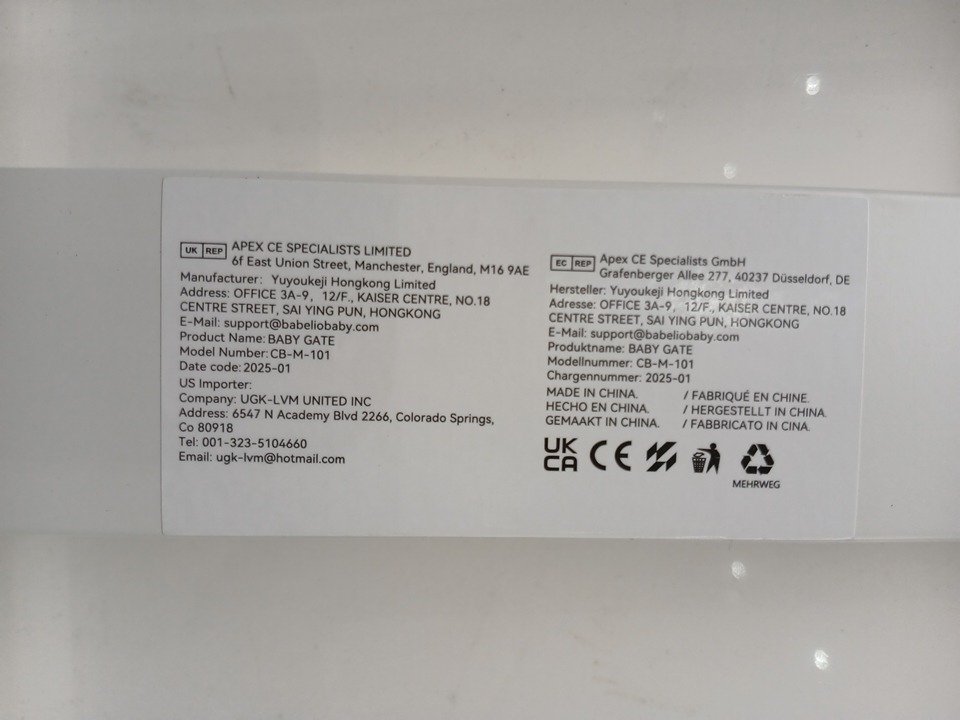 UK REP APEX CE SPECIALISTS LIMITED
6f East Union Street, Manchester, England, M16 9AE
Manufacturer: Yuyoukeji Hongkong Limited
Address: OFFICE 3A-9, 12/F., KAISER CENTRE, NO.18
CENTRE STREET, SAI YING PUN, HONGKONG
E-Mail: support@babeliobaby.com
Product Name: BABY GATE
Model Number: CB-M-101
Date code: 2025-01
US Importer:
Company: UGK-LVM UNITED INC
Address: 6547 N Academy Blvd 2266, Colorado Springs,
Co 80918
Tel: 001-323-5104660
Email: ugk-lvm@hotmail.com
EC REP Apex CE Specialists GmbH
Grafenberger Allee 277, 40237 Düsseldorf, DE
Hersteller: Yuyoukeji Hongkong Limited
Adresse: OFFICE 3A-9, 12/F., KAISER CENTRE, NO.18
CENTRE STREET, SAI YING PUN, HONGKONG
E-Mail: support@babeliobaby.com
Produktname: BABY GATE
Modellnummer: CB-M-101
Chargennummer: 2025-01
MADE IN CHINA. / FABRIQUÉ EN CHINE.
HECHO EN CHINA. / HERGESTELLT IN CHINA.
GEMAAKT IN CHINA. / FABBRICATO IN CINA.
UK
CA CE
MEHRWEG